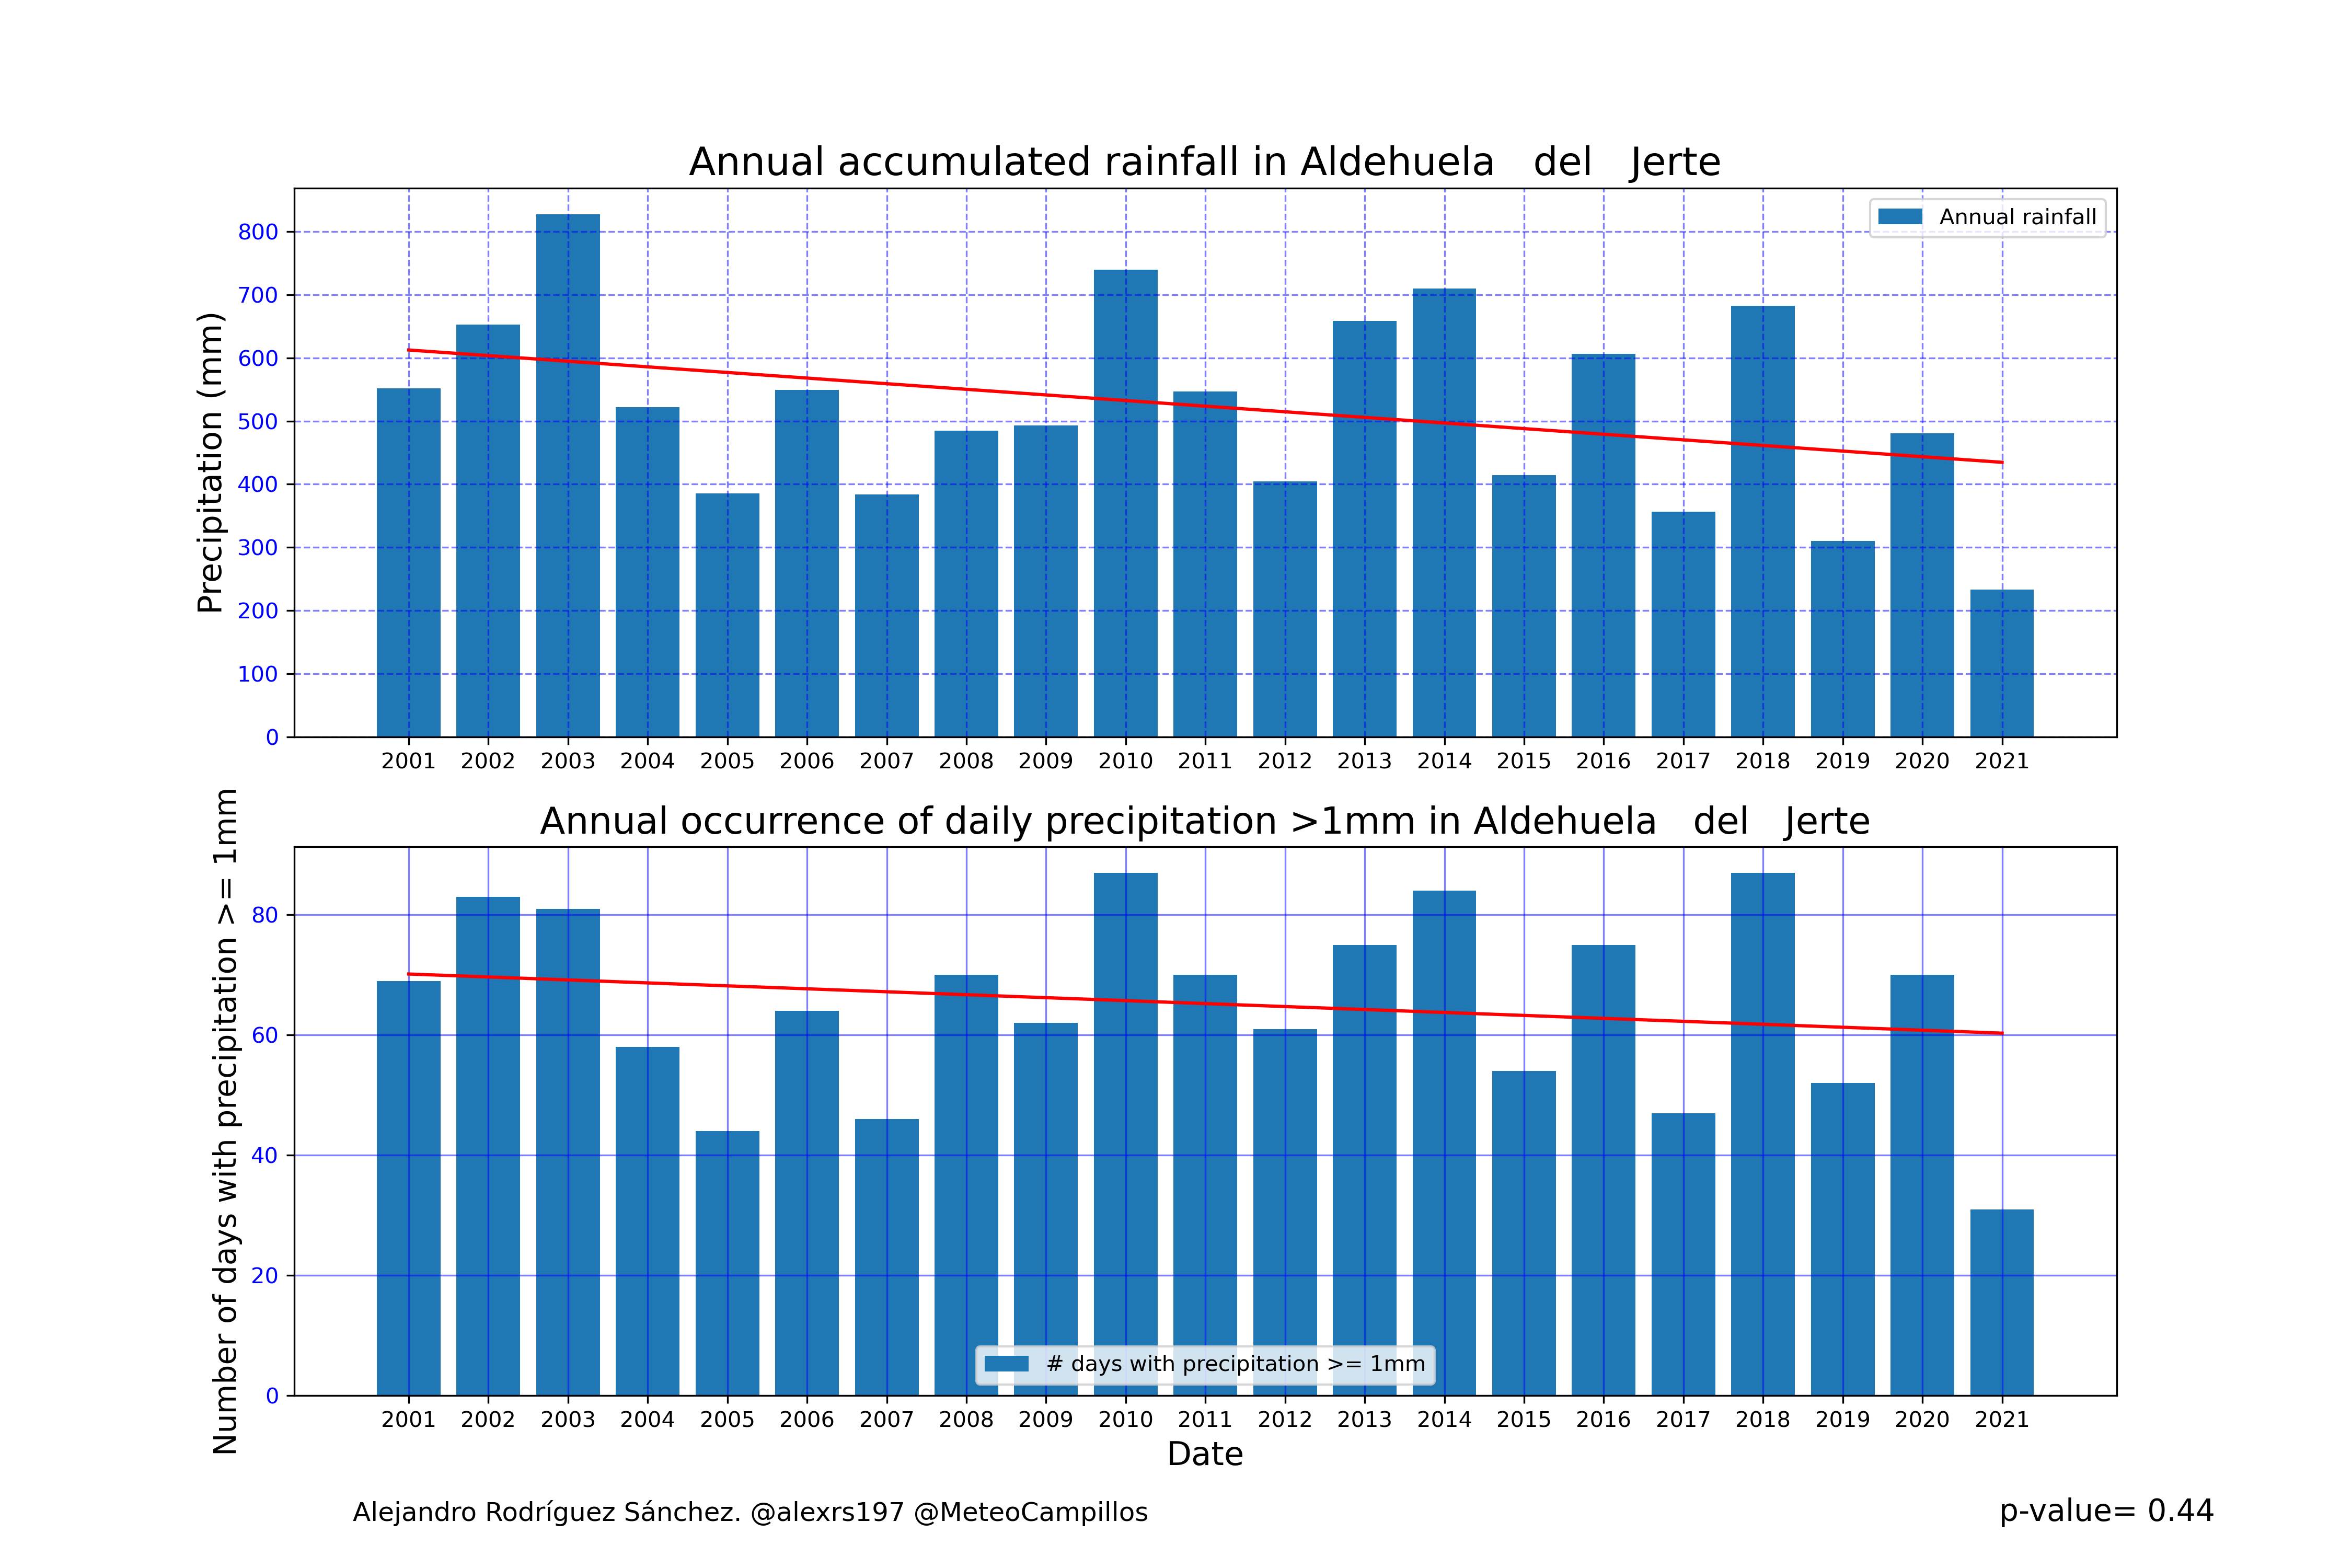 Annual accumulated rainfall in Aldehuela   del   Jerte
Precipitation (mm)
800
700
600
500
400
300
200
100
0
Annual rainfall
2001 2002 2003 2004 2005 2006 2007 2008 2009 2010 2011 2012 2013 2014 2015 2016 2017 2018 2019 2020 2021
Annual occurrence of daily precipitation >1mm in Aldehuela   del   Jerte
Number of days with precipitation >= 1mm
80
60
40
20
0
# days with precipitation >= 1mm
2001 2002 2003 2004 2005 2006 2007 2008 2009 2010 2011 2012 2013 2014 2015 2016 2017 2018 2019 2020 2021
Date
Alejandro Rodríguez Sánchez. @alexrs197 @MeteoCampillos
p-value= 0.44